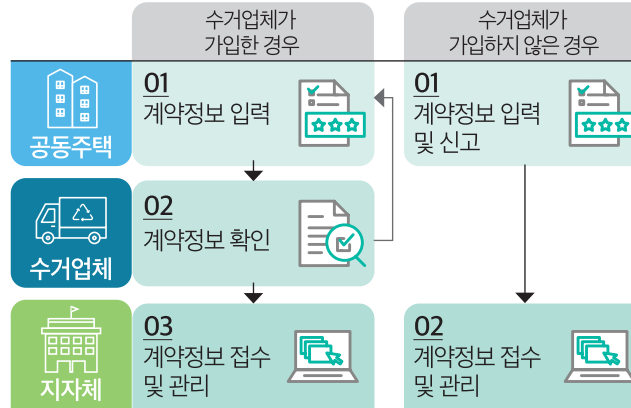 수거업체가
가입한 경우
수거업체가
가입하지 않은 경우
공동주택
01
계약정보 입력
01
계약정보 입력
및 신고
수거업체
02
계약정보 확인
지자체
03
계약정보 접수
및 관리
02
계약정보 접수
및 관리